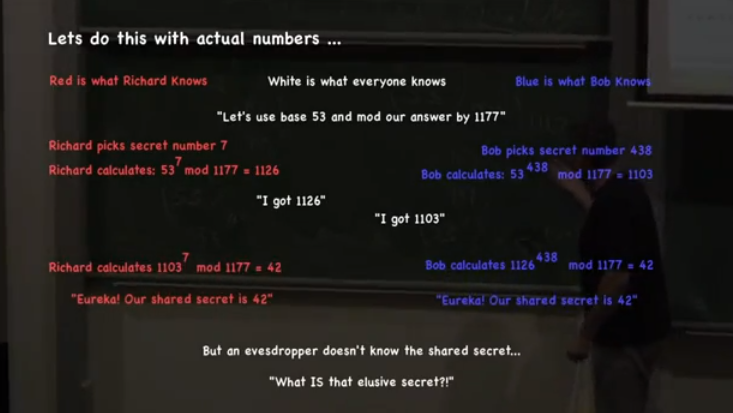 Lets do this with actual numbers ...
Red is what Richard Knows
White is what everyone knows
Blue is what Bob Knows
"Let's use base 53 and mod our answer by 1177"
Richard picks secret number 7
Richard calculates: 53^7 mod 1177 = 1126
Bob picks secret number 438
Bob calculates: 53^438 mod 1177 = 1103
"I got 1126"
"I got 1103"
Richard calculates 1103^7 mod 1177 = 42
Bob calculates 1126^438 mod 1177 = 42
"Eureka! Our shared secret is 42"
"Eureka! Our shared secret is 42"
But an evesdropper doesn't know the shared secret...
"What IS that elusive secret?!"